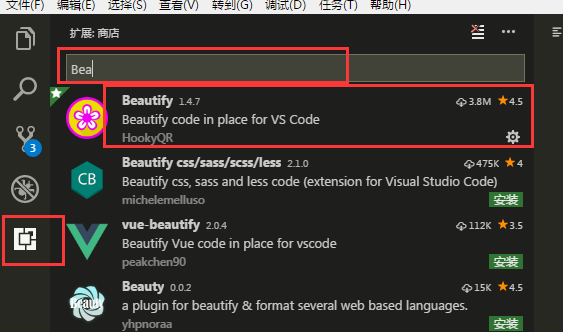 文件(F) 编辑(E) 选择(S) 查看(V) 转到(G) 调试(D) 任务(T) 帮助(H)
扩展: 商店
Bea
Beautify 1.4.7 3.8M 4.5
Beautify code in place for VS Code
HookyQR
3
CB
Beautify css/sass/scss/less 2.1.0 475K 4
Beautify css, sass and less code (extension for Visual Studio Code)
michelemelluso 安装
vue-beautify 2.0.4 112K 3.5
Beautify Vue code in place for vscode
peakchen90 安装
Beauty
Beauty 0.0.2 15K 4.5
a plugin for beautify & format several web based languages.
yhpnoraa 安装